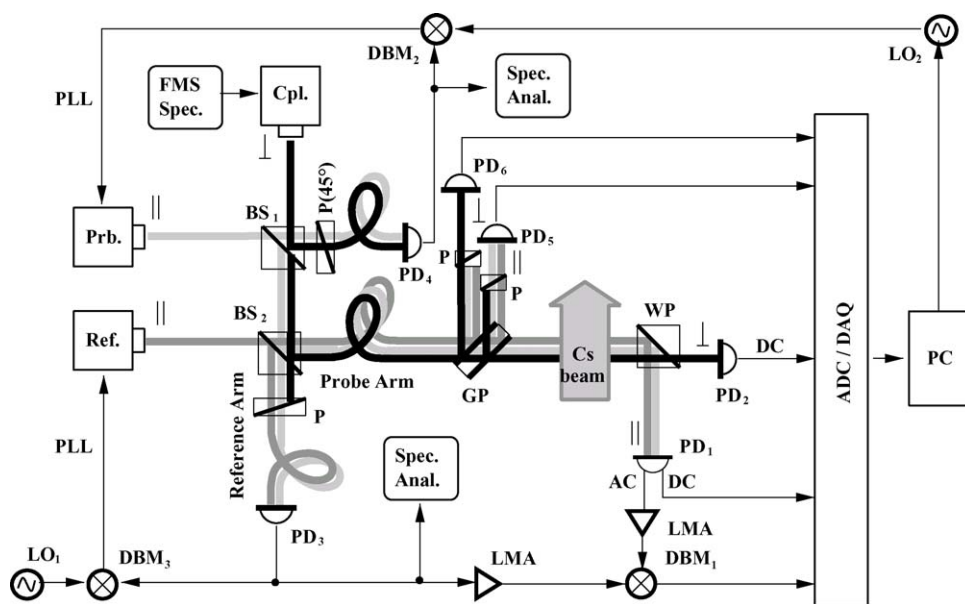 DBM₂
LO₂
FMS
Spec.
Cpl.
Spec.
Anal.
PLL
⊥
P(45°)
PD₆
ADC / DAQ
||
BS₁
⊥
Prb.
PD₄
P
||
PD₅
P
||
BS₂
WP
⊥
Ref.
Cs
beam
DC
PC
Probe Arm
GP
PD₂
P
Reference Arm
||
PD₁
PLL
Spec.
Anal.
AC
DC
PD₃
LMA
LO₁
DBM₃
LMA
DBM₁